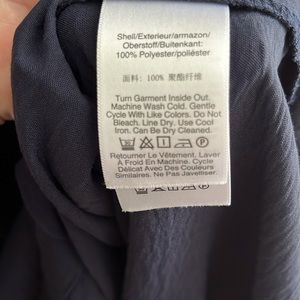 Shell/Exterieur/armazon/
Oberstoff/Buitenkant:
100% Polyester/poliéster
面料: 100% 聚酯纤维
Turn Garment Inside Out.
Machine Wash Cold. Gentle
Cycle With Like Colors. Do Not
Bleach. Line Dry. Use Cool
Iron. Can Be Dry Cleaned.
Retourner Le Vêtement, Laver
À Froid En Machine. Cycle
Délicat Avec Des Couleurs
Similaires. Ne Pas Javelliser.